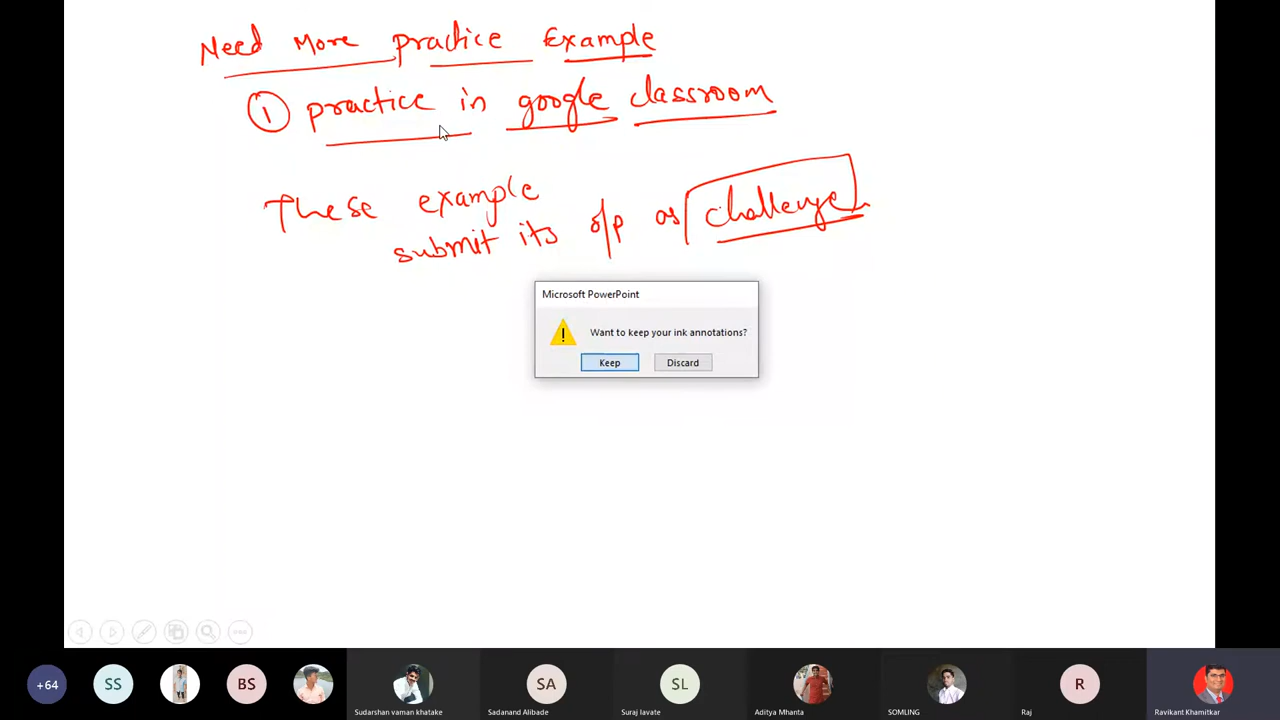 Need More practice Example
① practice in google classroom
These example
submit its o/p as challenge
Microsoft PowerPoint
Want to keep your ink annotations?
Keep Discard
+64 SS BS SA SL R
Sudarshan vaman khatake Sadanand Alibade Suraj lavate Aditya Mhanta SOMLING Raj Ravikant Khamitkar